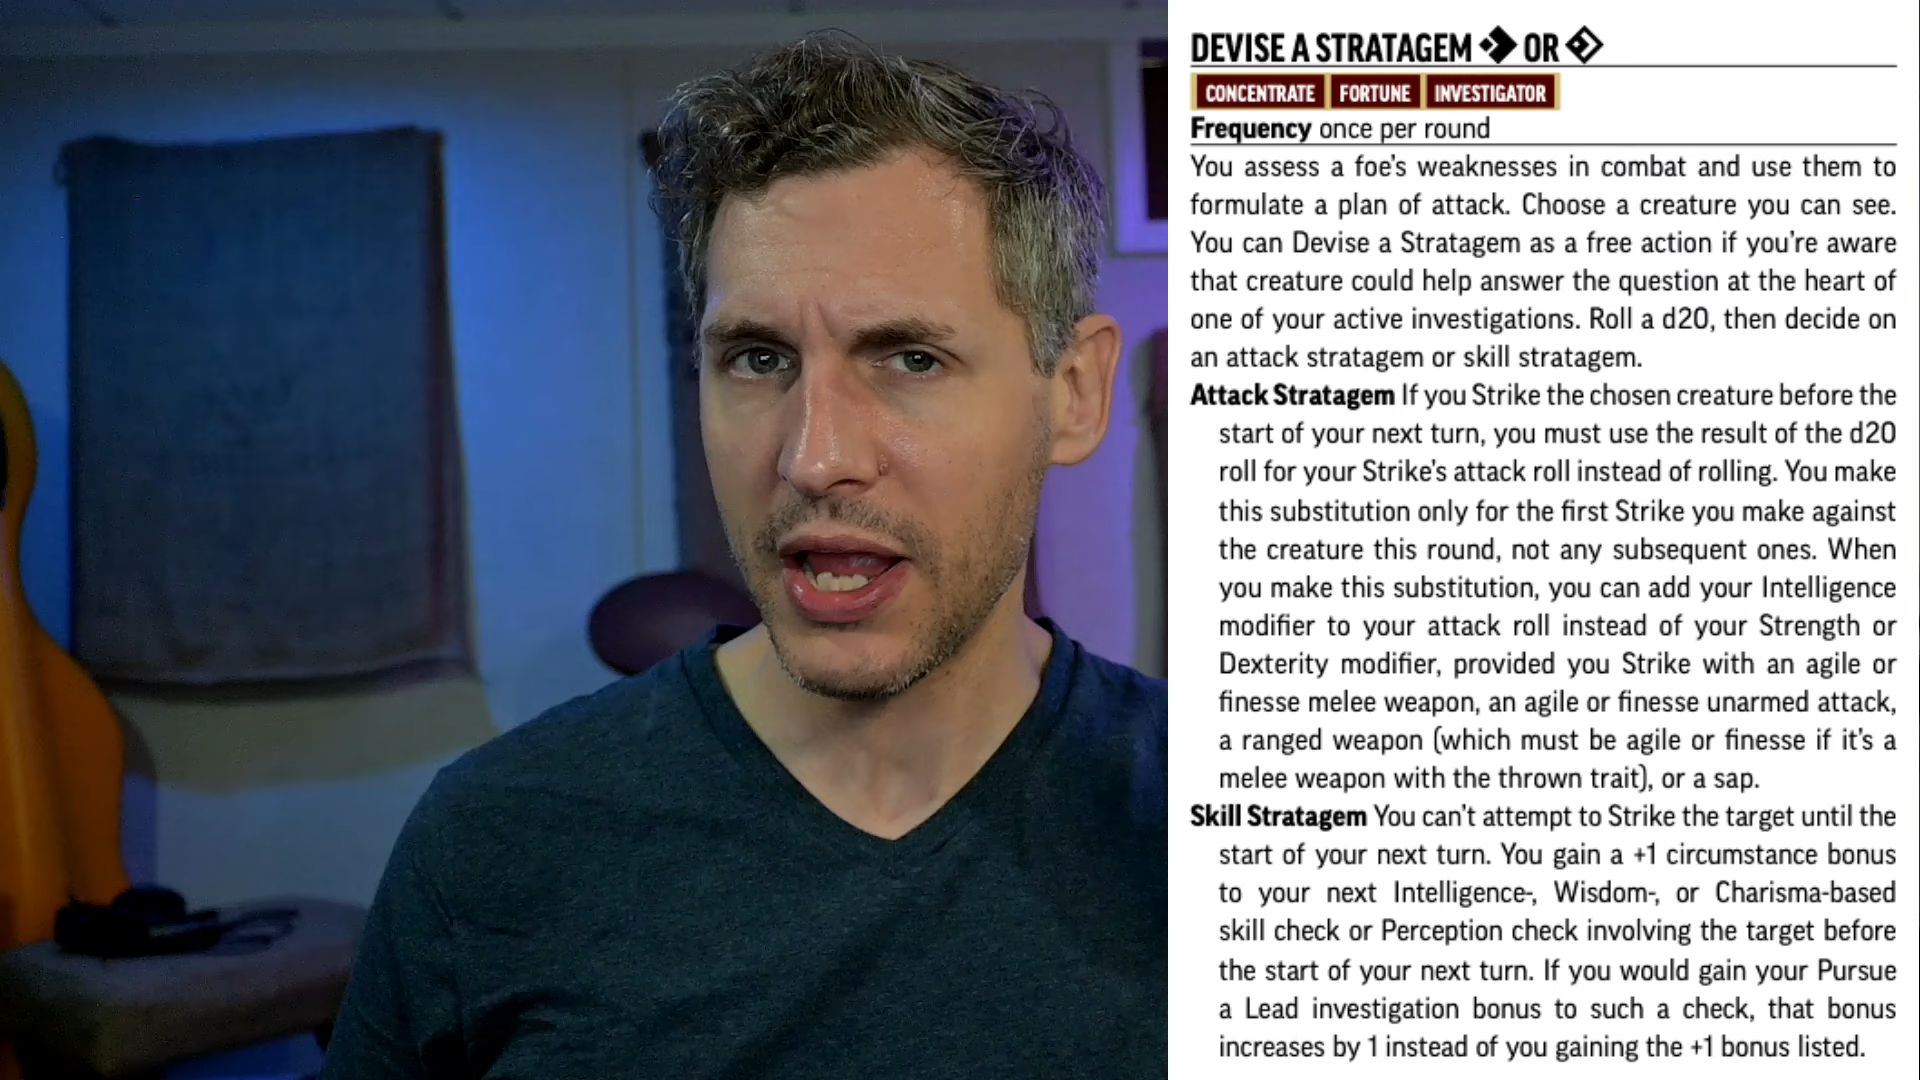 DEVISE A STRATAGEM OR
CONCENTRATE FORTUNE INVESTIGATOR
Frequency once per round
You assess a foe's weaknesses in combat and use them to
formulate a plan of attack. Choose a creature you can see.
You can Devise a Stratagem as a free action if you're aware
that creature could help answer the question at the heart of
one of your active investigations. Roll a d20, then decide on
an attack stratagem or skill stratagem.
Attack Stratagem If you Strike the chosen creature before the
start of your next turn, you must use the result of the d20
roll for your Strike's attack roll instead of rolling. You make
this substitution only for the first Strike you make against
the creature this round, not any subsequent ones. When
you make this substitution, you can add your Intelligence
modifier to your attack roll instead of your Strength or
Dexterity modifier, provided you Strike with an agile or
finesse melee weapon, an agile or finesse unarmed attack,
a ranged weapon (which must be agile or finesse if it's a
melee weapon with the thrown trait), or a sap.
Skill Stratagem You can't attempt to Strike the target until the
start of your next turn. You gain a +1 circumstance bonus
to your next Intelligence-, Wisdom-, or Charisma-based
skill check or Perception check involving the target before
the start of your next turn. If you would gain your Pursue
a Lead investigation bonus to such a check, that bonus
increases by 1 instead of you gaining the +1 bonus listed.